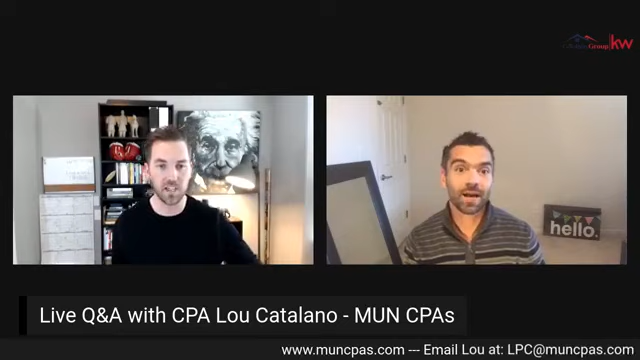 kw
hello.
Live Q&A with CPA Lou Catalano - MUN CPAs
www.muncpas.com --- Email Lou at: LPC@muncpas.com